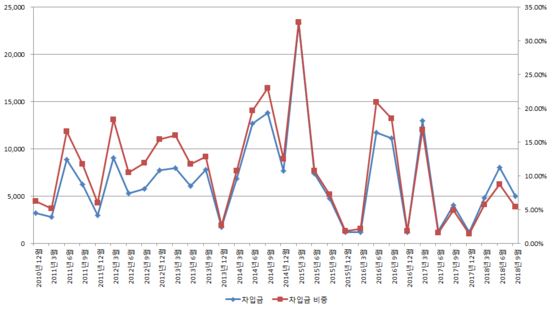 25,000
20,000
15,000
10,000
5,000
0
35.00%
30.00%
25.00%
20.00%
15.00%
10.00%
5.00%
0.00%
2010년 12월
2011년 3월
2011년 6월
2011년 9월
2011년 12월
2012년 3월
2012년 6월
2012년 9월
2012년 12월
2013년 3월
2013년 6월
2013년 9월
2013년 12월
2014년 3월
2014년 6월
2014년 9월
2014년 12월
2015년 3월
2015년 6월
2015년 9월
2015년 12월
2016년 3월
2016년 6월
2016년 9월
2016년 12월
2017년 3월
2017년 6월
2017년 9월
2017년 12월
2018년 3월
2018년 6월
2018년 9월
차입금 차입금 비중